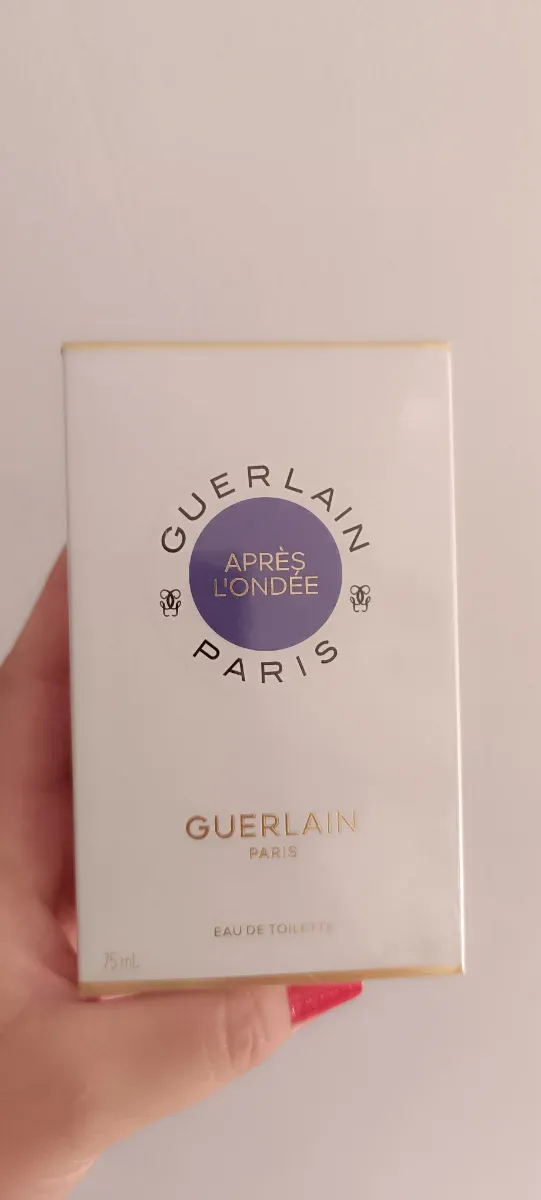 GUERLAIN
APRÈS
L'ONDÉE
PARIS
GUERLAIN
PARIS
EAU DE TOILETTE
75 mL